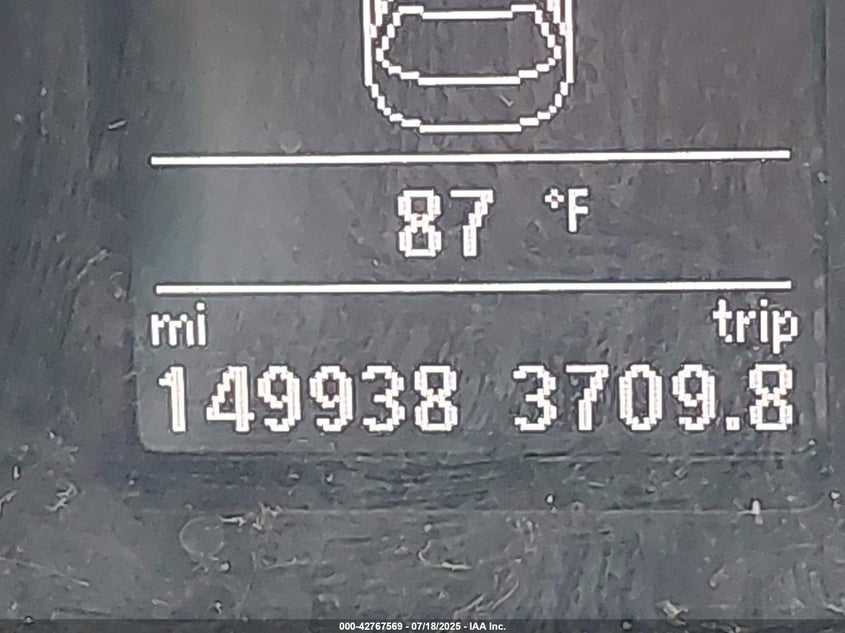 87 °F
mi trip
149938 3709.8
000-42767569 - 07/18/2025 - IAA Inc.